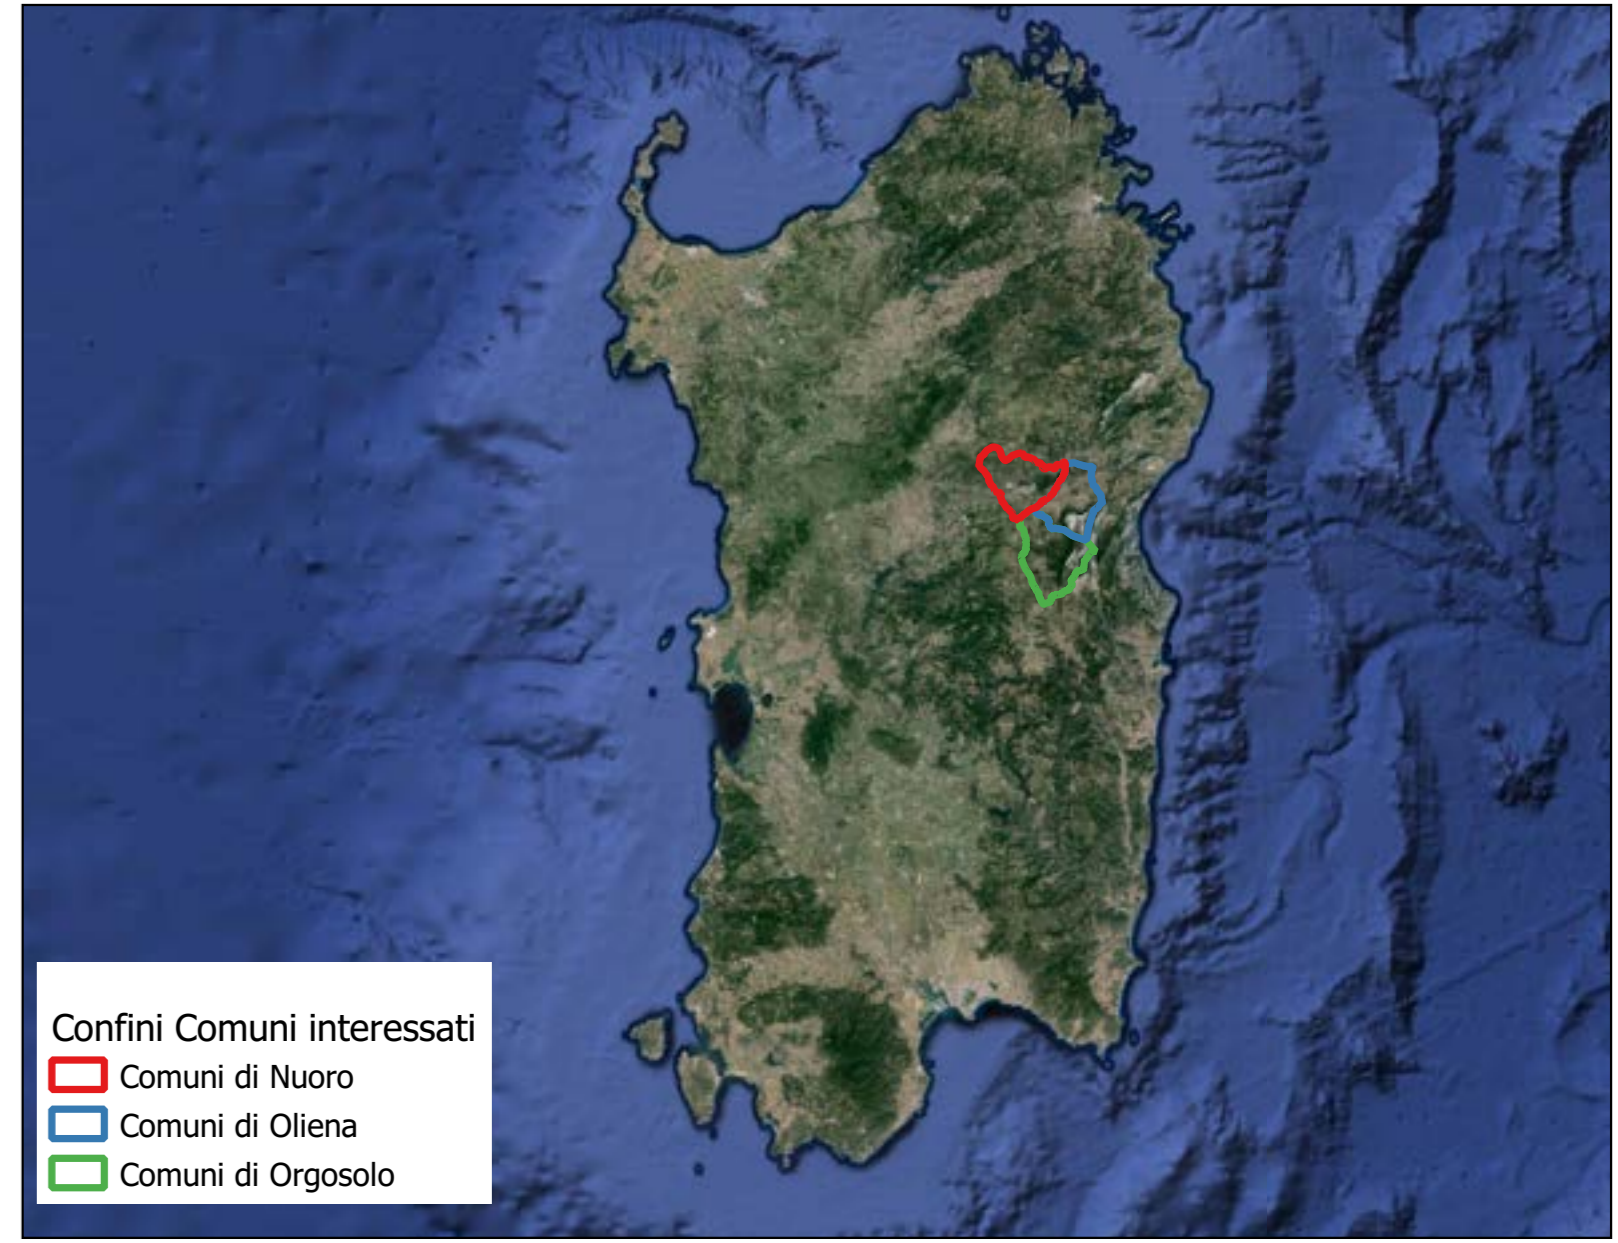 Confini Comuni interessati
Comuni di Nuoro
Comuni di Oliena
Comuni di Orgosolo